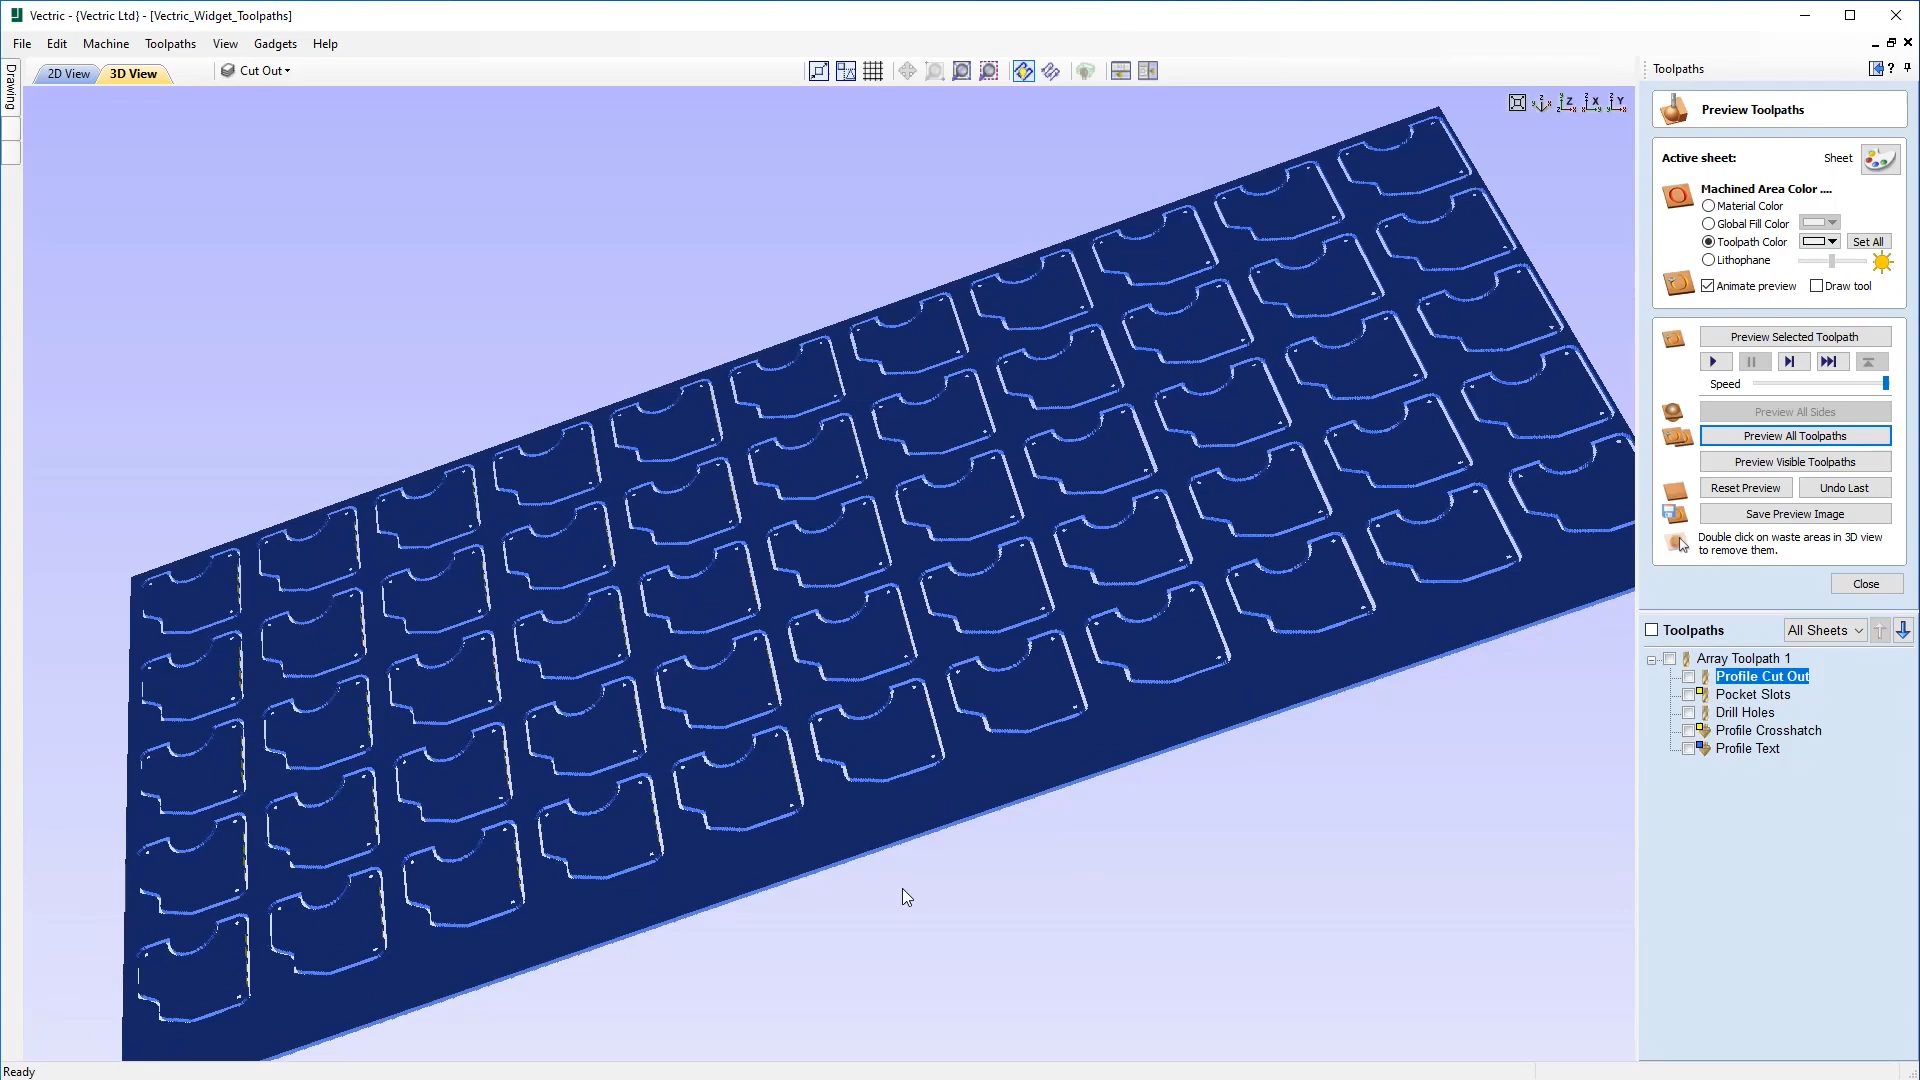 Vectric - {Vectric Ltd} - [Vectric_Widget_Toolpaths]
File Edit Machine Toolpaths View Gadgets Help
Drawing
2D View 3D View Cut Out
Toolpaths
Preview Toolpaths
Active sheet: Sheet
Machined Area Color ....
Material Color
Global Fill Color
Toolpath Color Set All
Lithophane
Animate preview Draw tool
Preview Selected Toolpath
Speed
Preview All Sides
Preview All Toolpaths
Preview Visible Toolpaths
Reset Preview Undo Last
Save Preview Image
Double click on waste areas in 3D view
to remove them.
Close
Toolpaths All Sheets
Array Toolpath 1
Profile Cut Out
Pocket Slots
Drill Holes
Profile Crosshatch
Profile Text
Ready